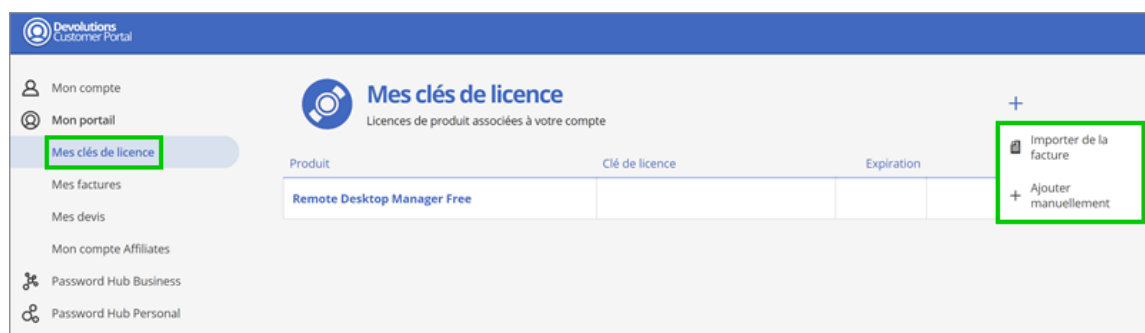 Devolutions
Customer Portal
Mon compte
Mon portail
Mes clés de licence
Mes factures
Mes devis
Mon compte Affiliates
Password Hub Business
Password Hub Personal
Mes clés de licence
Licences de produit associées à votre compte
Importer de la
facture
Ajouter
manuellement
Produit
Clé de licence
Expiration
Remote Desktop Manager Free